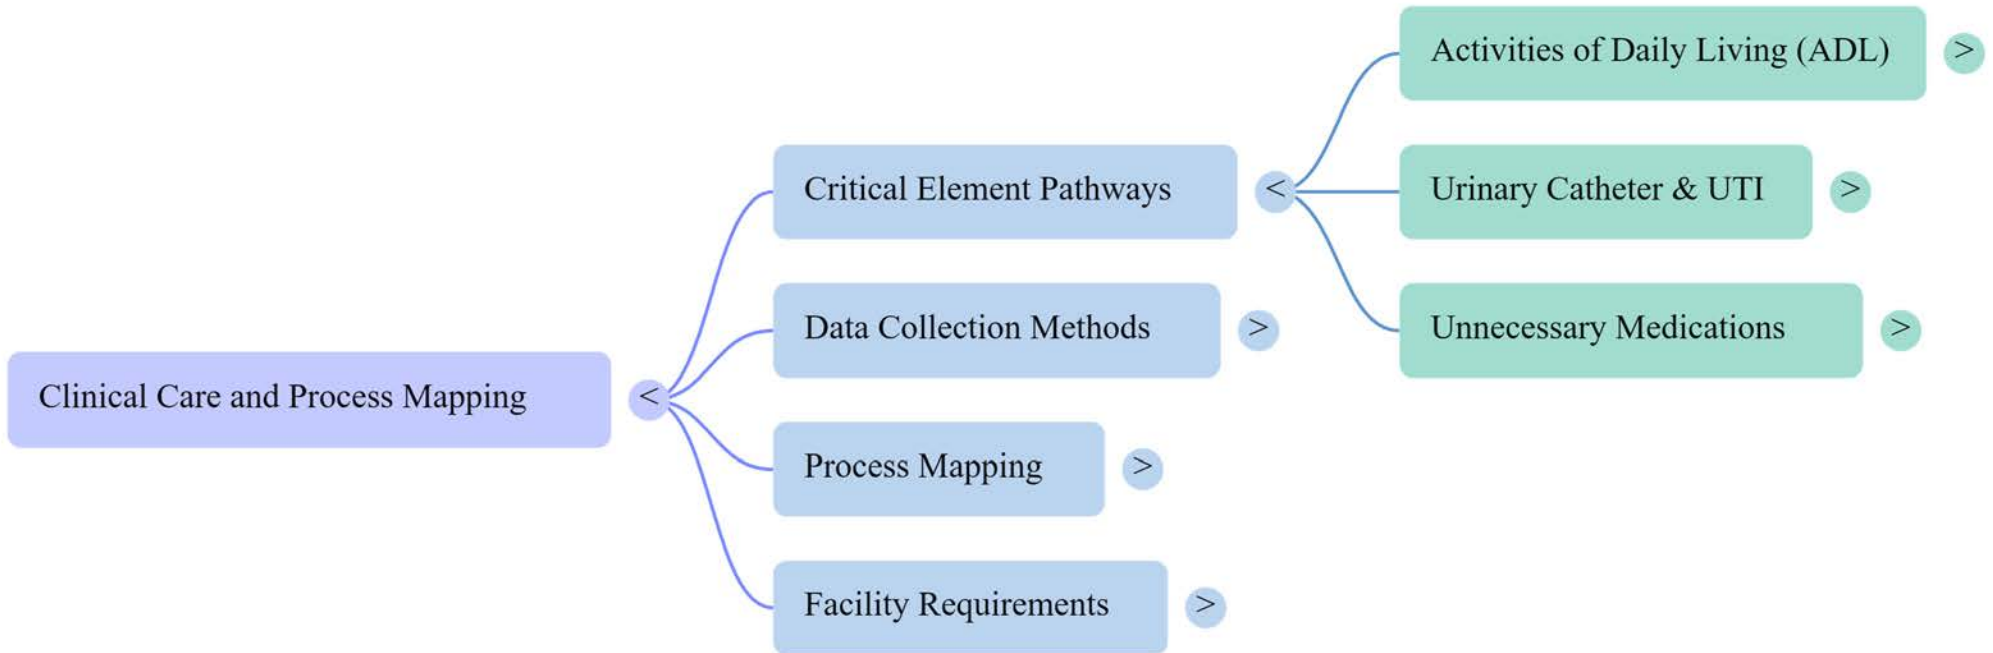 Clinical Care and Process Mapping
<
Critical Element Pathways
<
Activities of Daily Living (ADL)
>
Urinary Catheter & UTI
>
Unnecessary Medications
>
Data Collection Methods
>
Process Mapping
>
Facility Requirements
>